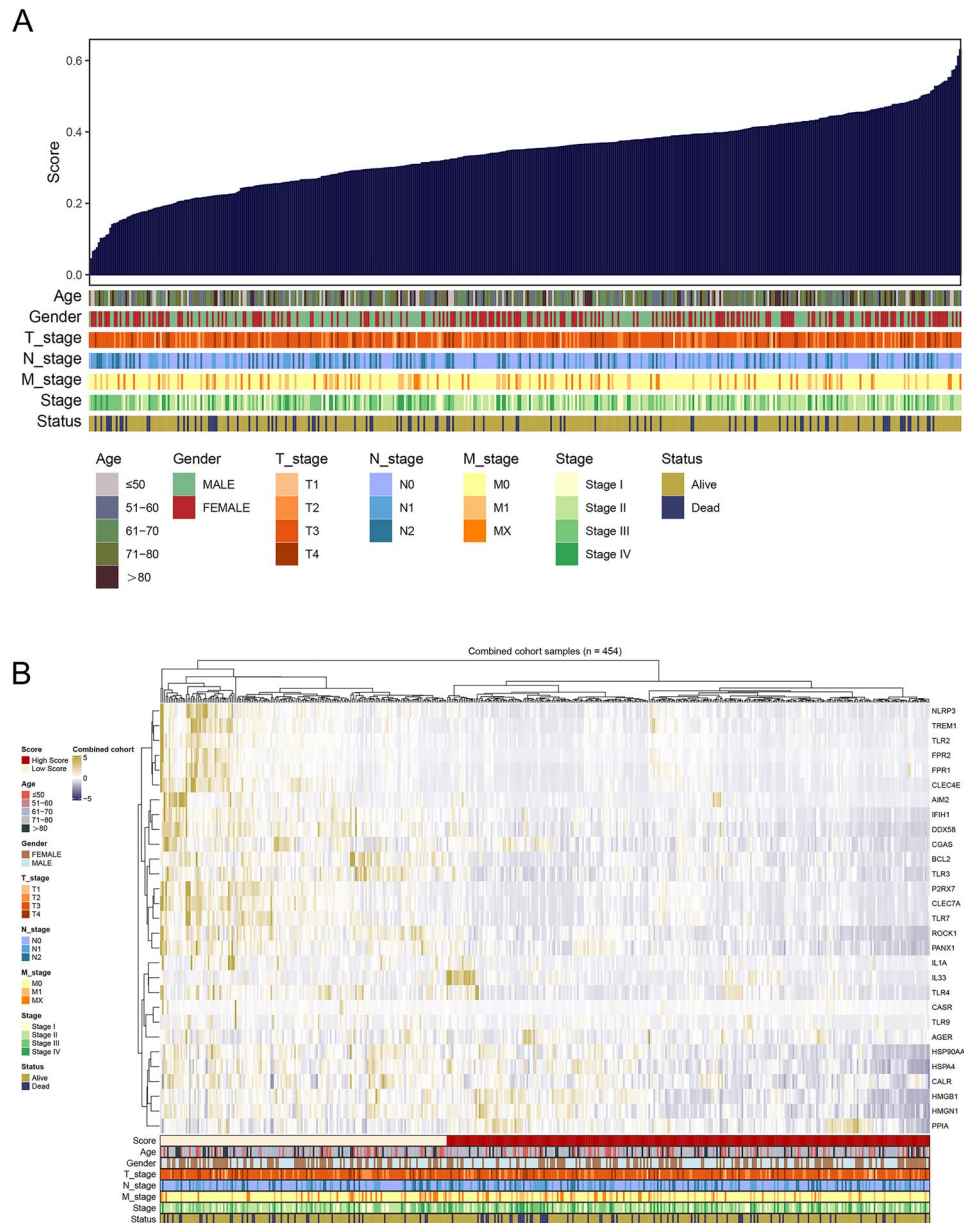 A
Score
0.6
0.4
0.2
0.0
Age
Gender
T_stage
N_stage
M_stage
Stage
Status
Age
≤50
51−60
61−70
71−80
＞80
Gender
MALE
FEMALE
T_stage
T1
T2
T3
T4
N_stage
N0
N1
N2
M_stage
M0
M1
MX
Stage
Stage I
Stage II
Stage III
Stage IV
Status
Alive
Dead
B
Combined cohort samples (n = 454)
Score
High Score
Low Score
Age
≤50
51−60
61−70
71−80
＞80
Gender
FEMALE
MALE
T_stage
T1
T2
T3
T4
N_stage
N0
N1
N2
M_stage
M0
M1
MX
Stage
Stage I
Stage II
Stage III
Stage IV
Status
Alive
Dead
Combined cohort
5
0
−5
NLRP3
TREM1
TLR2
FPR2
FPR1
CLEC4E
AIM2
IFIH1
DDX58
CGAS
BCL2
TLR3
P2RX7
CLEC7A
TLR7
ROCK1
PANX1
IL1A
IL33
TLR4
CASR
TLR9
AGER
HSP90AA
HSPA4
CALR
HMGB1
HMGN1
PPIA
Score
Age
Gender
T_stage
N_stage
M_stage
Stage
Status